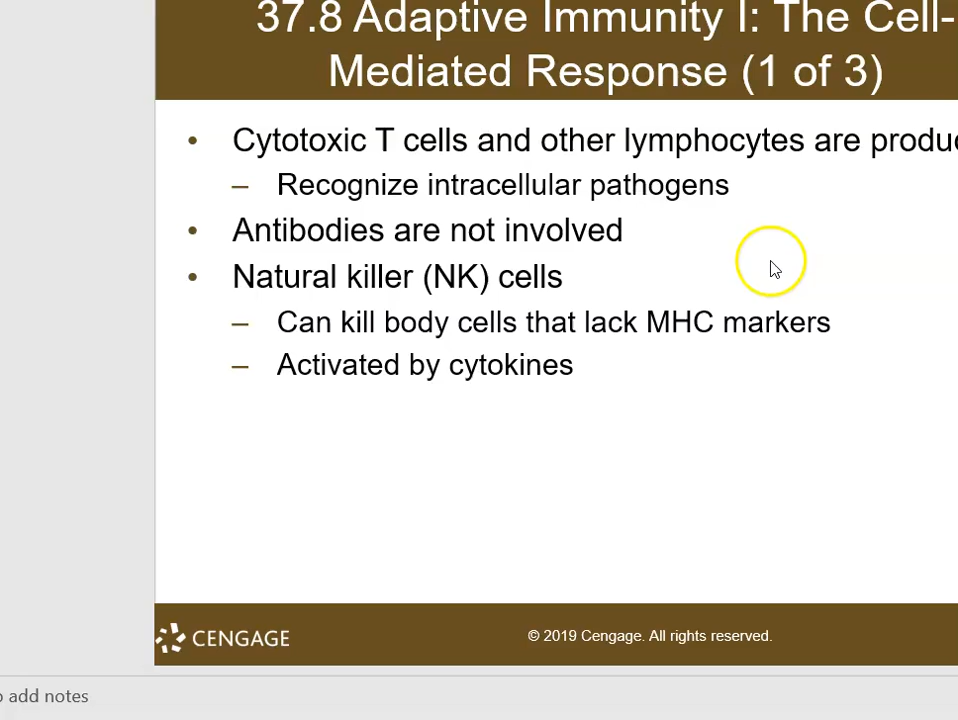 37.8 Adaptive Immunity I: The Cell-
Mediated Response (1 of 3)
• Cytotoxic T cells and other lymphocytes are produ
– Recognize intracellular pathogens
• Antibodies are not involved
• Natural killer (NK) cells
– Can kill body cells that lack MHC markers
– Activated by cytokines
CENGAGE
© 2019 Cengage. All rights reserved.
o add notes